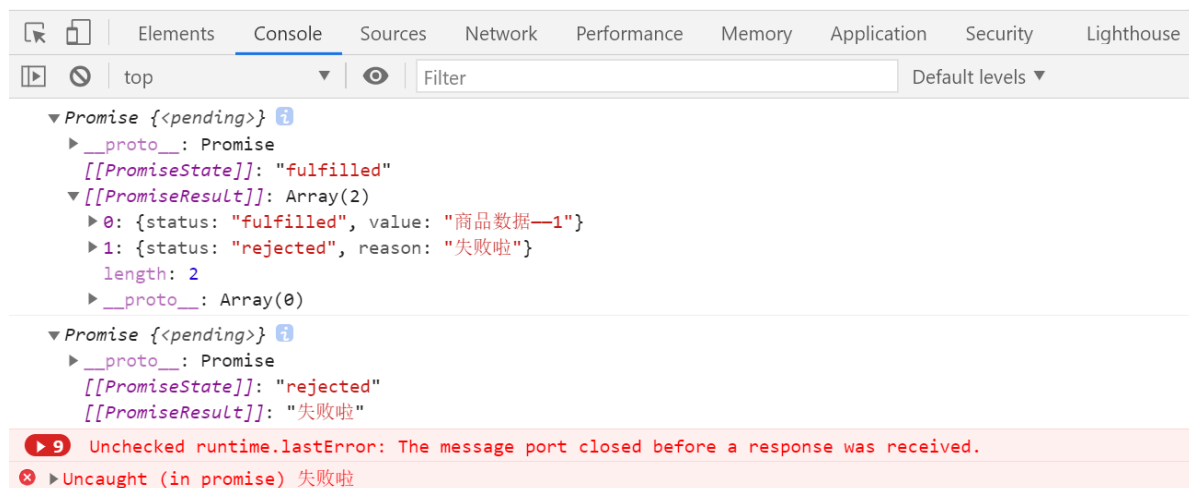 Elements Console Sources Network Performance Memory Application Security Lighthouse
top Filter Default levels
Promise {<pending>} i
__proto__: Promise
[[PromiseState]]: "fulfilled"
[[PromiseResult]]: Array(2)
0: {status: "fulfilled", value: "商品数据——1"}
1: {status: "rejected", reason: "失败啦"}
length: 2
__proto__: Array(0)
Promise {<pending>} i
__proto__: Promise
[[PromiseState]]: "rejected"
[[PromiseResult]]: "失败啦"
9 Unchecked runtime.lastError: The message port closed before a response was received.
Uncaught (in promise) 失败啦